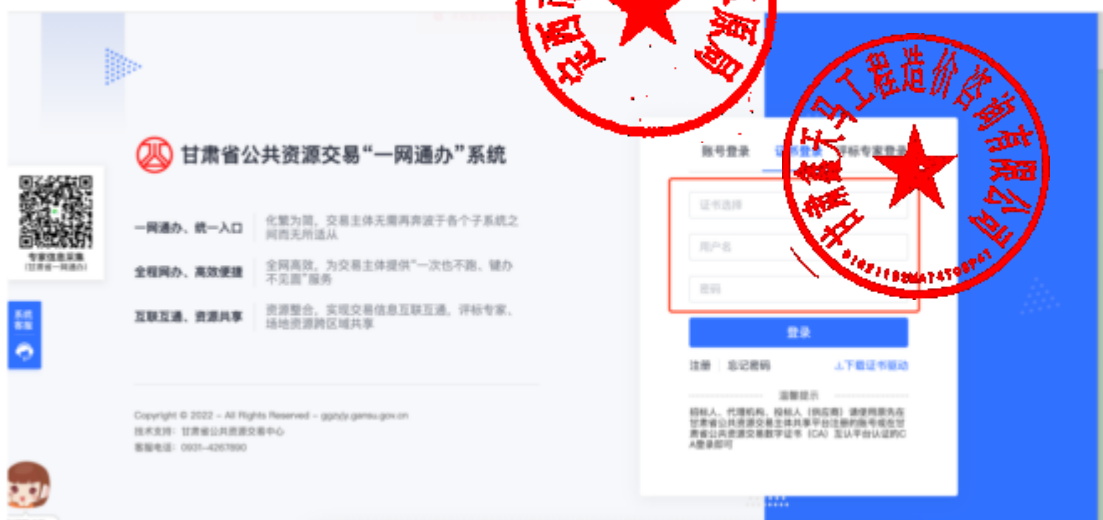 甘肃省公共资源交易“一网通办”系统
专家信息采集
(甘肃省一网通办)
系统
客服
一网通办、统一入口
化繁为简，交易主体无需再奔波于各个子系统之
间而无所适从
全程网办、高效便捷
全网高效，为交易主体提供“一次也不跑、键办
不见面”服务
互联互通、资源共享
资源整合，实现交易信息互联互通，评标专家、
场地资源跨区域共享
Copyright © 2022 - All Rights Reserved - ggzyjy.gansu.gov.cn
技术支持：甘肃省公共资源交易中心
客服电话：0931-4267890
账号登录 证书登录 评标专家登录
证书选择
用户名
密码
登录
注册 忘记密码 下载证书驱动
温馨提示
招标人、代理机构、投标人（供应商）请使用原先在
甘肃省公共资源交易主体共享平台注册的账号或在甘
肃省公共资源交易数字证书（CA）互认平台认证的C
A登录即可
定西
甘肃鑫天马工程造价咨询有限公司